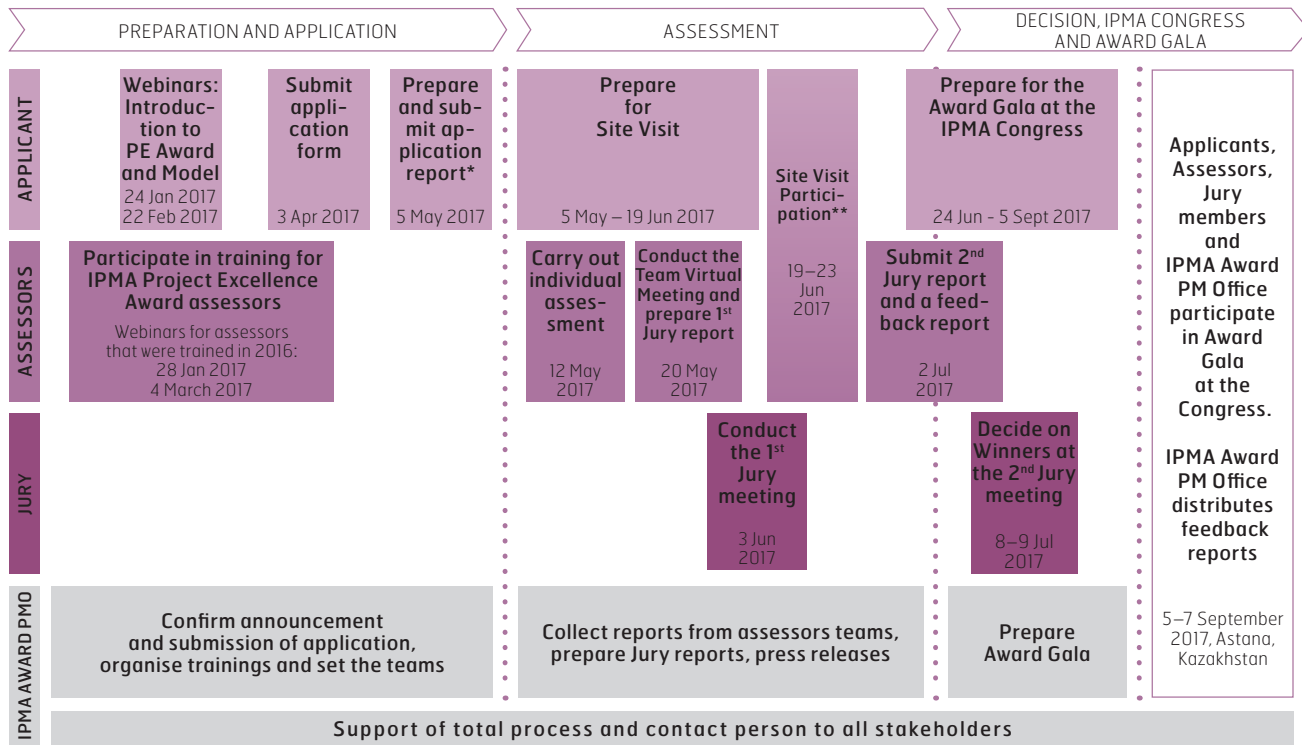 PREPARATION AND APPLICATION
ASSESSMENT
DECISION, IPMA CONGRESS
AND AWARD GALA
APPLICANT
Webinars:
Introduc-
tion to
PE Award
and Model
24 Jan 2017
22 Feb 2017
Submit
appli-
cation
form
3 Apr 2017
Prepare
and sub-
mit ap-
plication
report*
5 May 2017
Prepare
for
Site Visit
5 May – 19 Jun 2017
Site Visit
Partici-
pation**
19–23
Jun
2017
Prepare for the
Award Gala at the
IPMA Congress
24 Jun - 5 Sept 2017
ASSESSORS
Participate in training for
IPMA Project Excellence
Award assessors
Webinars for assessors
that were trained in 2016:
28 Jan 2017
4 March 2017
Carry out
individual
asses-
sment
12 May
2017
Conduct the
Team Virtual
Meeting and
prepare 1st
Jury report
20 May
2017
Submit 2nd
Jury report
and a feed-
back report
2 Jul
2017
JURY
Conduct
the 1st
Jury
meeting
3 Jun
2017
Decide on
Winners at
the 2nd Jury
meeting
8–9 Jul
2017
IPMA AWARD PMO
Confirm announcement
and submission of application,
organise trainings and set the teams
Collect reports from assessors teams,
prepare Jury reports, press releases
Prepare
Award Gala
Support of total process and contact person to all stakeholders
Applicants,
Assessors,
Jury
members
and
IPMA Award
PM Office
participate
in Award
Gala
at the
Congress.
IPMA Award
PM Office
distributes
feedback
reports
5–7 September
2017, Astana,
Kazakhstan